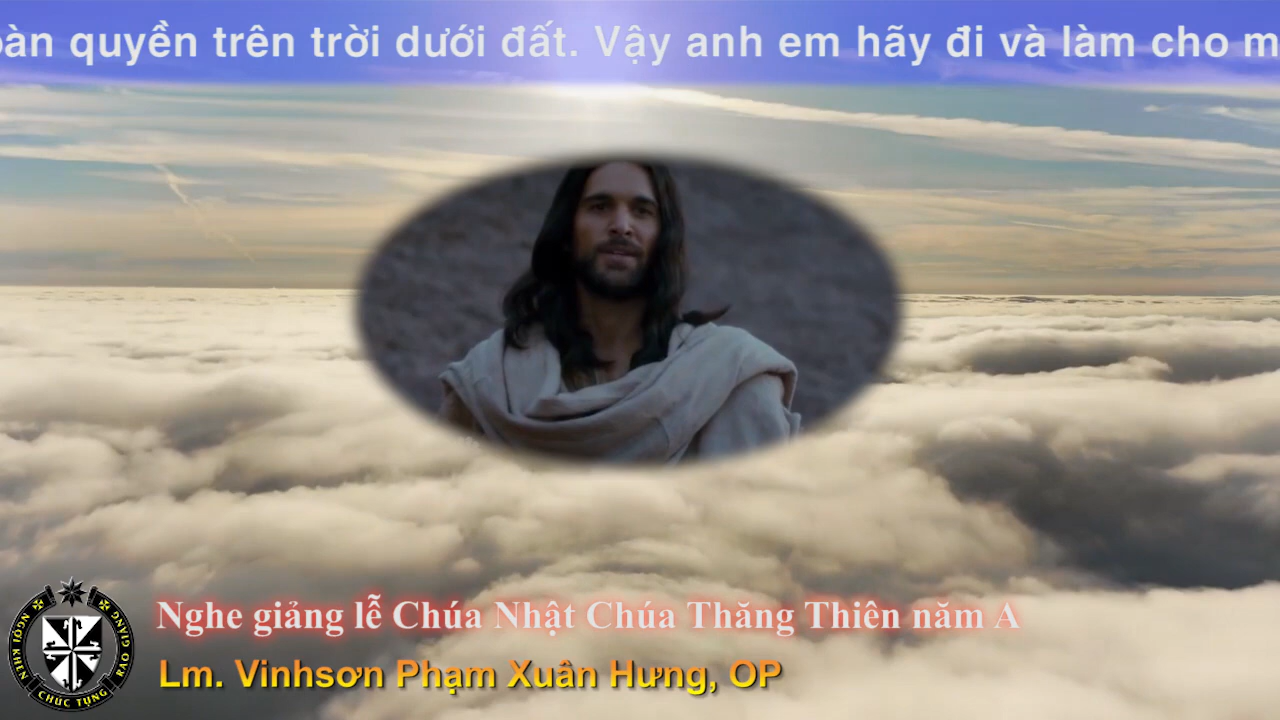 quyền trên trời dưới đất. Vậy anh em hãy đi và làm cho
Nghe giảng lễ Chúa Nhật Chúa Thăng Thiên năm A
Lm. Vinhsơn Phạm Xuân Hưng, OP
NGỢI KHEN
CHÚC TỤNG
RAO GIẢNG